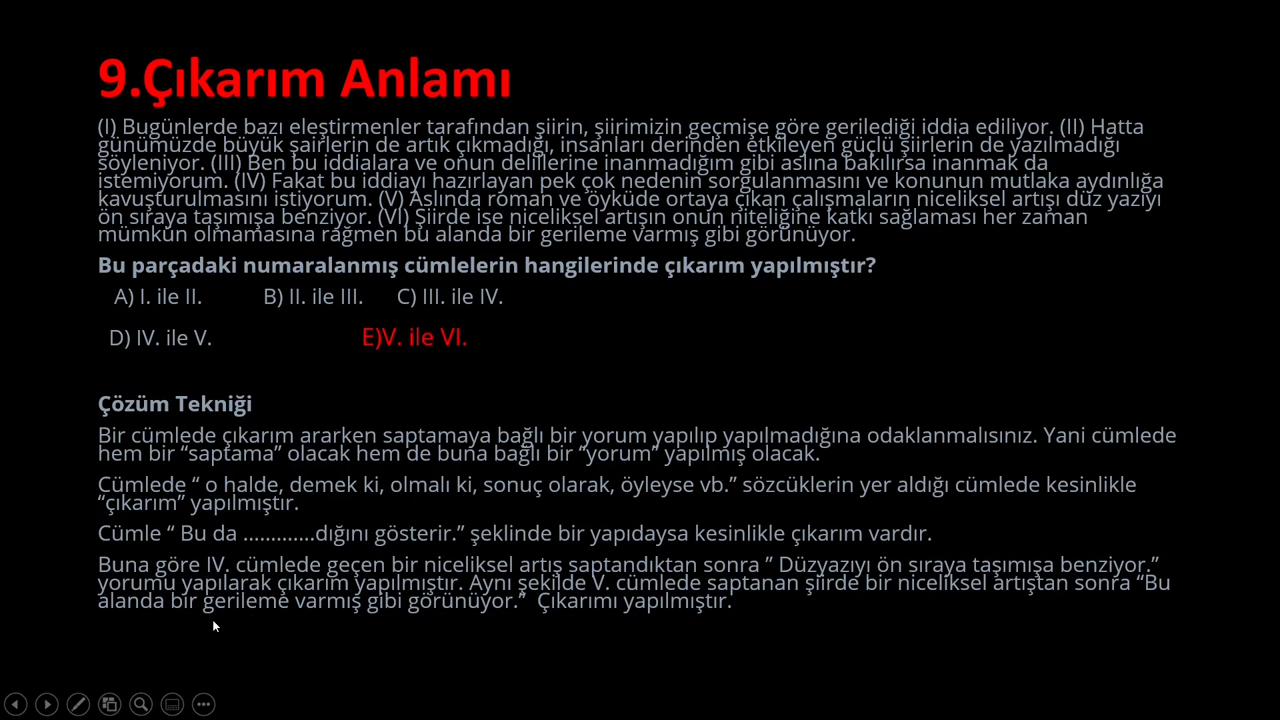 9.Çıkarım Anlamı
(I) Bugünlerde bazı eleştirmenler tarafından şiirin, şiirimizin geçmişe göre gerilediği iddia ediliyor. (II) Hatta
günümüzde büyük şairlerin de artık çıkmadığı, insanları derinden etkileyen güçlü şiirlerin de yazılmadığı
söyleniyor. (III) Ben bu iddialara ve onun delillerine inanmadığım gibi aslına bakılırsa inanmak da
istemiyorum. (IV) Fakat bu iddiayı hazırlayan pek çok nedenin sorgulanmasını ve konunun mutlaka aydınlığa
kavuşturulmasını istiyorum. (V) Aslında roman ve öyküde ortaya çıkan çalışmaların niceliksel artışı düz yazıyı
ön sıraya taşımışa benziyor. (VI) Şiirde ise niceliksel artışın onun niteliğine katkı sağlaması her zaman
mümkün olmamasına rağmen bu alanda bir gerileme varmış gibi görünüyor.
Bu parçadaki numaralanmış cümlelerin hangilerinde çıkarım yapılmıştır?
A) I. ile II. B) II. ile III. C) III. ile IV.
D) IV. ile V. E)V. ile VI.
Çözüm Tekniği
Bir cümlede çıkarım ararken saptamaya bağlı bir yorum yapılıp yapılmadığına odaklanmalısınız. Yani cümlede
hem bir “saptama” olacak hem de buna bağlı bir “yorum” yapılmış olacak.
Cümlede “ o halde, demek ki, olmalı ki, sonuç olarak, öyleyse vb.” sözcüklerin yer aldığı cümlede kesinlikle
“çıkarım” yapılmıştır.
Cümle “ Bu da ………….dığını gösterir.” şeklinde bir yapıdaysa kesinlikle çıkarım vardır.
Buna göre IV. cümlede geçen bir niceliksel artış saptandıktan sonra ” Düzyazıyı ön sıraya taşımışa benziyor.”
yorumu yapılarak çıkarım yapılmıştır. Aynı şekilde V. cümlede saptanan şiirde bir niceliksel artıştan sonra “Bu
alanda bir gerileme varmış gibi görünüyor.” Çıkarımı yapılmıştır.